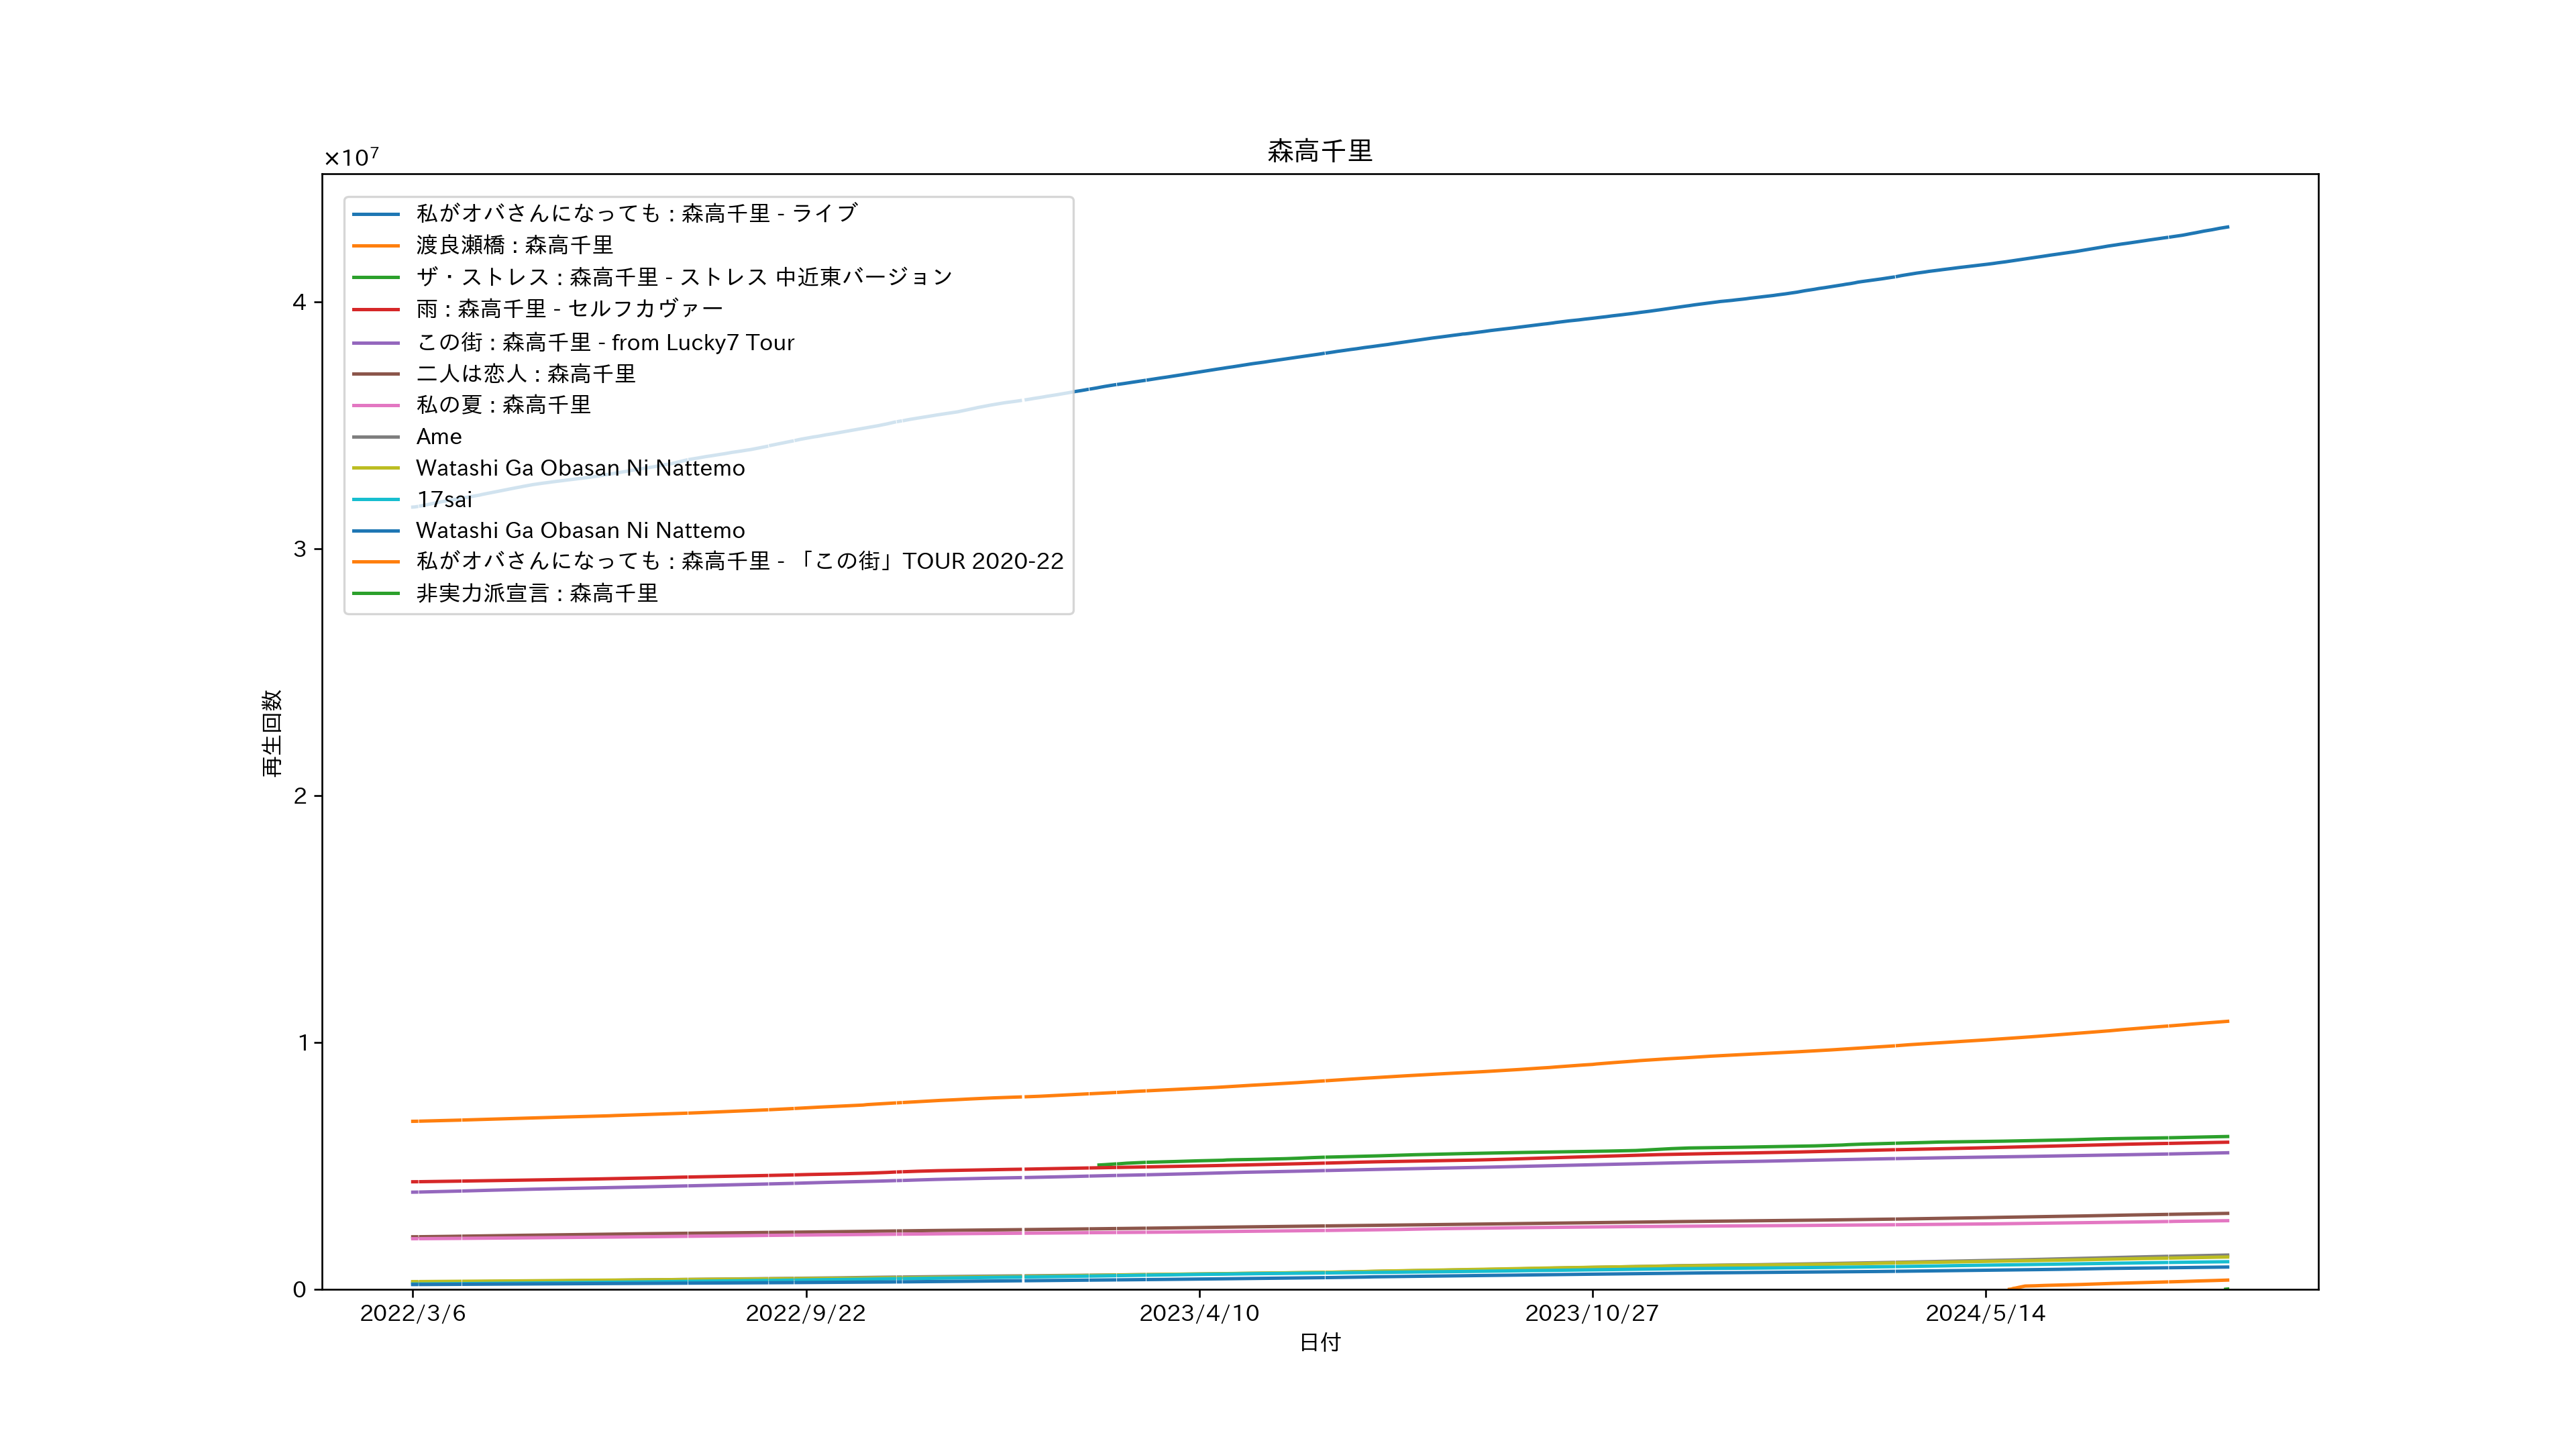 森高千里
×10⁷
私がオバさんになっても : 森高千里 - ライブ
渡良瀬橋 : 森高千里
ザ・ストレス : 森高千里 - ストレス 中近東バージョン
雨 : 森高千里 - セルフカヴァー
この街 : 森高千里 - from Lucky7 Tour
二人は恋人 : 森高千里
私の夏 : 森高千里
Ame
Watashi Ga Obasan Ni Nattemo
17sai
Watashi Ga Obasan Ni Nattemo
私がオバさんになっても : 森高千里 - 「この街」TOUR 2020-22
非実力派宣言 : 森高千里
4
3
2
1
0
再生回数
2022/3/6
2022/9/22
2023/4/10
2023/10/27
2024/5/14
日付